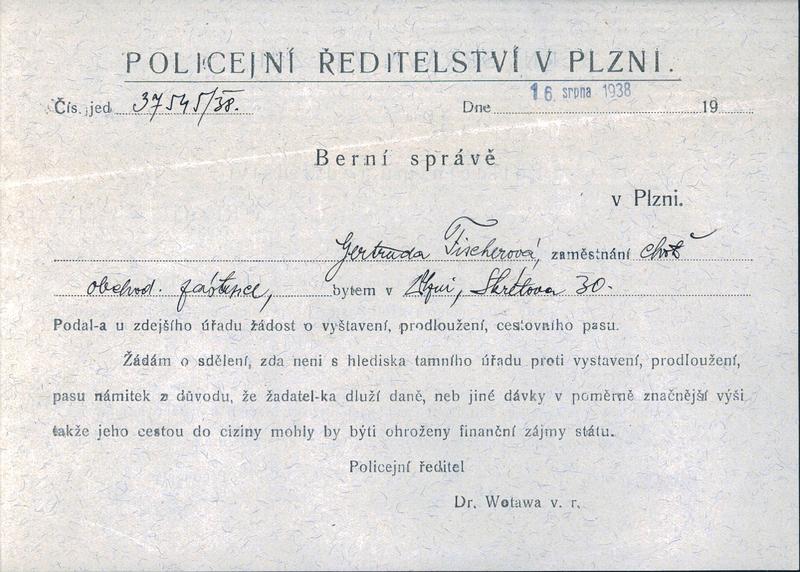 POLICEJNÍ ŘEDITELSTVÍ V PLZNI.
Čís. jed 37545/38. Dne 16. srpna 1938 19
Berní správě
v Plzni.
Gertruda Fischerová, zaměstnání choť
obchod. zástupce, bytem v Plzni, Škrétova 30.
Podal-a u zdejšího úřadu žádost o vyštavení, prodloužení, cestovního pasu.
Žádám o sdělení, zda neni s hlediska tamního úřadu proti vystavení, prodloužení,
pasu námitek z důvodu, že žadatel-ka dluží daně, neb jiné dávky v poměrně značnější výši
takže jeho cestou do ciziny mohly by býti ohroženy finanční zájmy státu.
Policejní ředitel
Dr. Wotawa v. r.